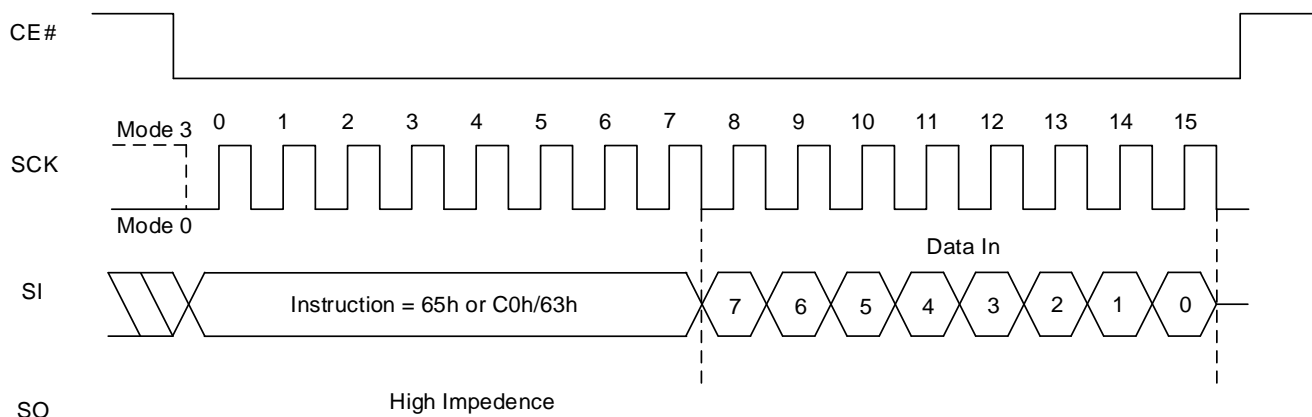 CE#
Mode 3
0 1 2 3 4 5 6 7 8 9 10 11 12 13 14 15
SCK
Mode 0
Data In
SI
Instruction = 65h or C0h/63h
7 6 5 4 3 2 1 0
High Impedence
SO